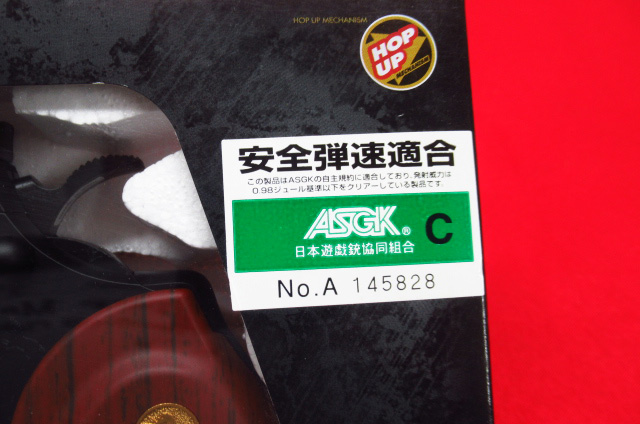 HOP UP MECHANISM
HOP
UP
MECHANISM
安全弾速適合
この製品はASGKの自主規約に適合しており、発射威力は
0.98ジュール基準以下をクリアーしている製品です.
ASGK® C
日本遊戯銃協同組合
No.A 145828